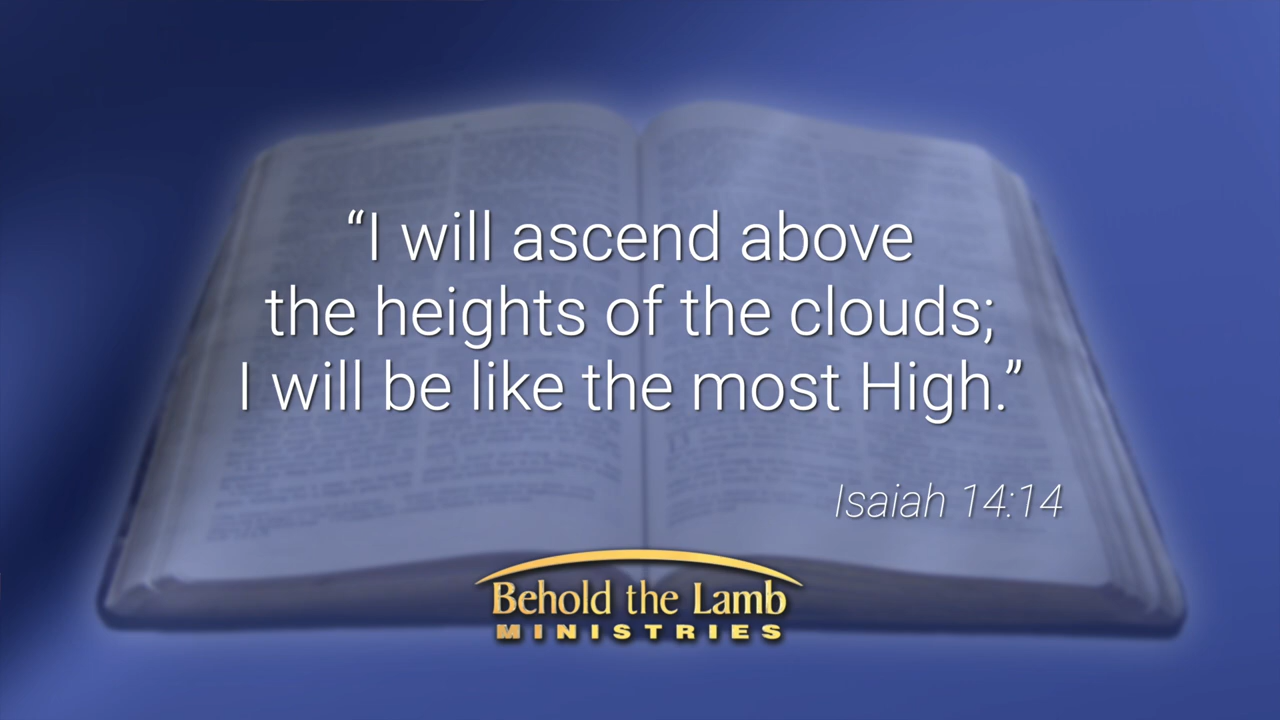 “I will ascend above
the heights of the clouds;
I will be like the most High.”
Isaiah 14:14
Behold the Lamb
MINISTRIES